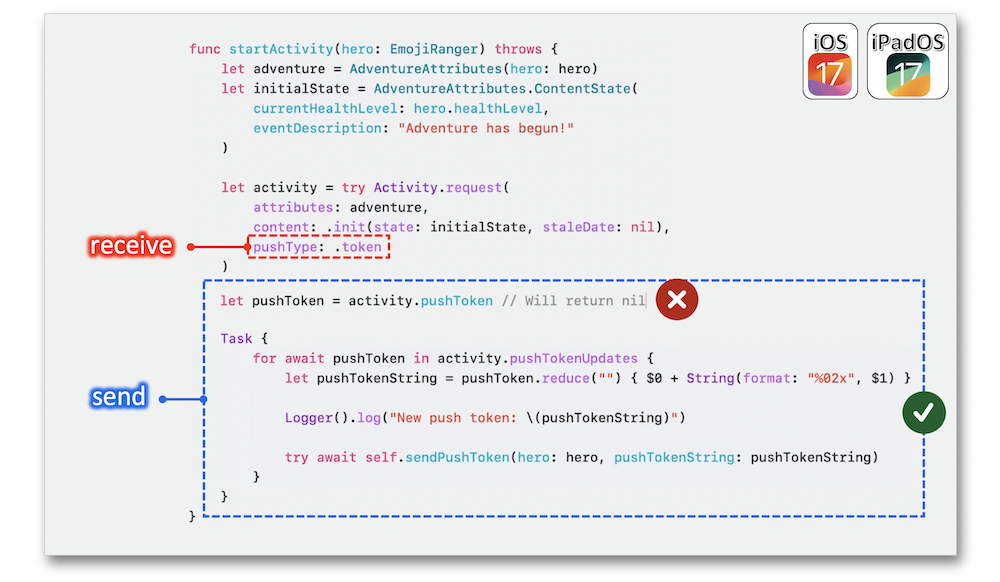 iOS
17
iPadOS
17
func startActivity(hero: EmojiRanger) throws {
let adventure = AdventureAttributes(hero: hero)
let initialState = AdventureAttributes.ContentState(
currentHealthLevel: hero.healthLevel,
eventDescription: "Adventure has begun!"
)
let activity = try Activity.request(
attributes: adventure,
content: .init(state: initialState, staleDate: nil),
receive
pushType: .token
)
let pushToken = activity.pushToken // Will return nil
Task {
for await pushToken in activity.pushTokenUpdates {
let pushTokenString = pushToken.reduce("") { $0 + String(format: "%02x", $1) }
send
Logger().log("New push token: \(pushTokenString)")
try await self.sendPushToken(hero: hero, pushTokenString: pushTokenString)
}
}
}